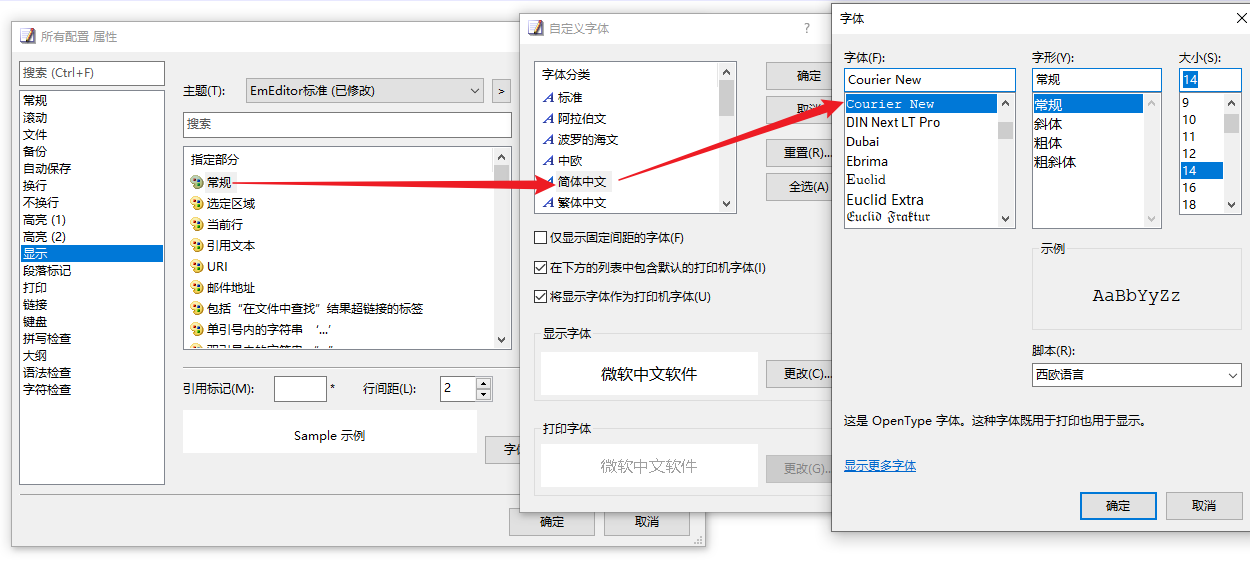 所有配置 属性
搜索 (Ctrl+F)
常规
滚动
文件
备份
自动保存
换行
不换行
高亮 (1)
高亮 (2)
显示
段落标记
打印
链接
键盘
拼写检查
大纲
语法检查
字符检查
主题(T):
EmEditor标准 (已修改)
>
搜索
指定部分
常规
选定区域
当前行
引用文本
URI
邮件地址
包括“在文件中查找”结果超链接的标签
单引号内的字符串 ‘...’
引用标记(M):
*
行间距(L):
2
Sample 示例
确定
取消
自定义字体
?
字体分类
标准
阿拉伯文
波罗的海文
中欧
简体中文
繁体中文
确定
重置(R)...
全选(A)
仅显示固定间距的字体(F)
在下方的列表中包含默认的打印机字体(I)
将显示字体作为打印机字体(U)
显示字体
微软中文软件
更改(C)...
打印字体
微软中文软件
更改(G)...
字体
字体(F):
Courier New
Courier New
DIN Next LT Pro
Dubai
Ebrima
Euclid
Euclid Extra
Euclid Fraktur
字形(Y):
常规
常规
斜体
粗体
粗斜体
大小(S):
14
9
10
11
12
14
16
18
示例
AaBbYyZz
脚本(R):
西欧语言
这是 OpenType 字体。这种字体既用于打印也用于显示。
显示更多字体
确定
取消